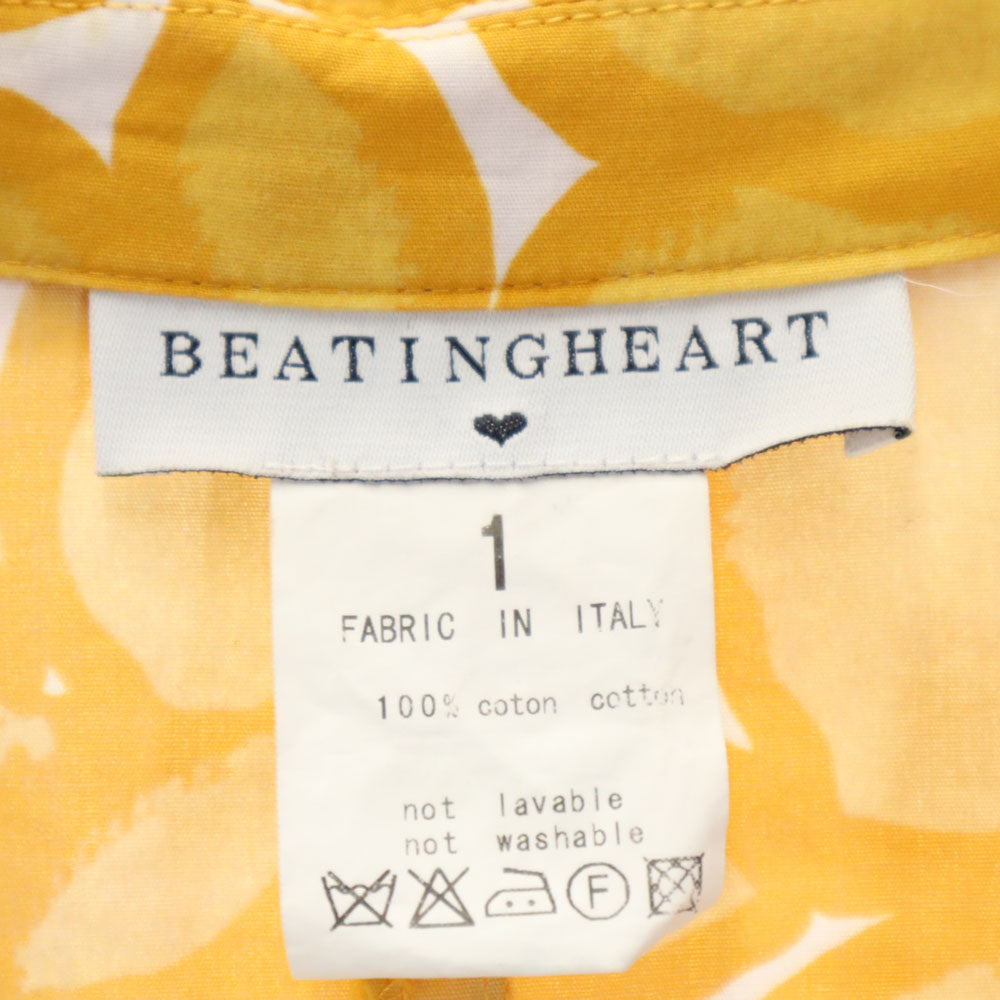 BEATINGHEART
1
FABRIC IN ITALY
100% coton cotton
not lavable
not washable
F